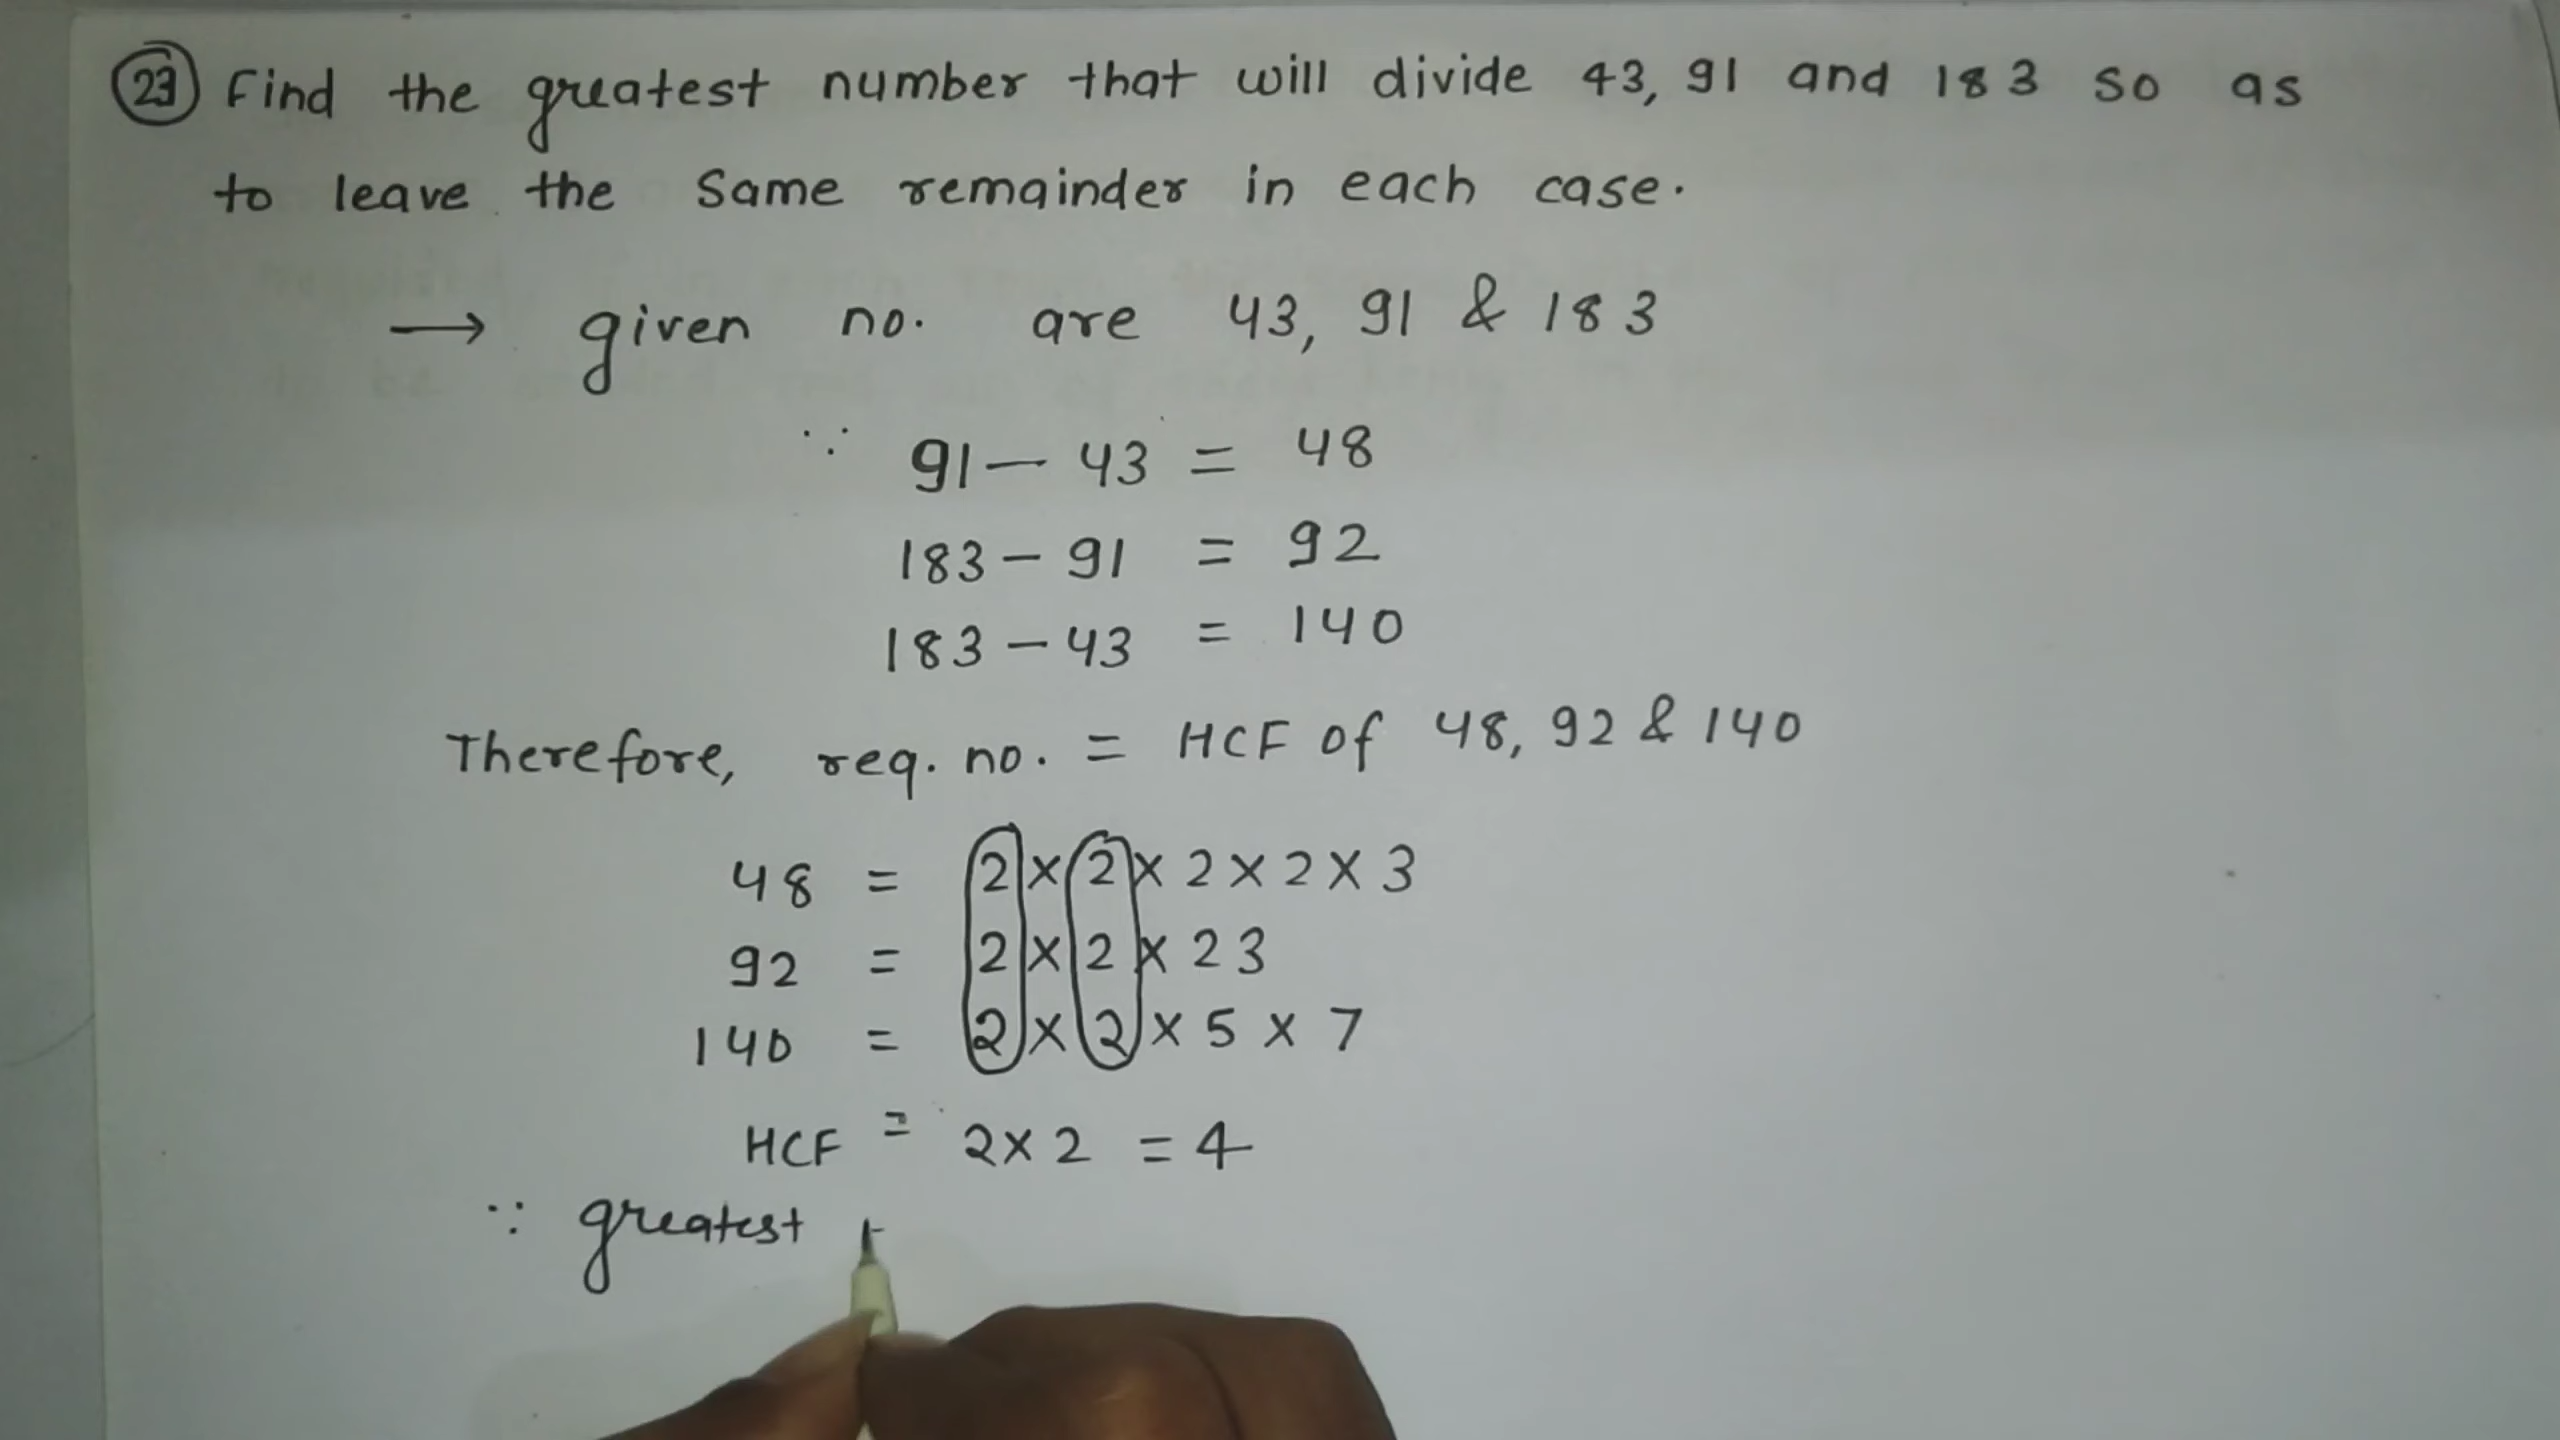 23 Find the greatest number that will divide 43, 91 and 183 so as
to leave the same remainder in each case.
→ given no. are 43, 91 & 183
∵ 91 — 43 = 48
183 — 91 = 92
183 — 43 = 140
Therefore, req. no. = HCF of 48, 92 & 140
48 = 2 × 2 × 2 × 2 × 3
92 = 2 × 2 × 23
140 = 2 × 2 × 5 × 7
HCF = 2 × 2 = 4
∵ greatest